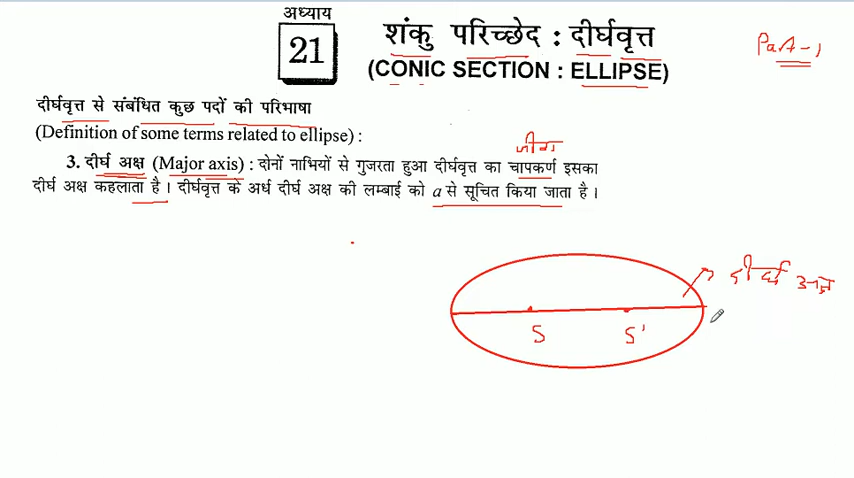 अध्याय
21
शंकु परिच्छेद : दीर्घवृत्त
(CONIC SECTION : ELLIPSE)
Part-1
दीर्घवृत्त से संबंधित कुछ पदों की परिभाषा
(Definition of some terms related to ellipse) :
जीवा
3. दीर्घ अक्ष (Major axis) : दोनों नाभियों से गुजरता हुआ दीर्घवृत्त का चापकर्ण इसका
दीर्घ अक्ष कहलाता है। दीर्घवृत्त के अर्ध दीर्घ अक्ष की लम्बाई को a से सूचित किया जाता है।
दीर्घ अक्ष
S S'